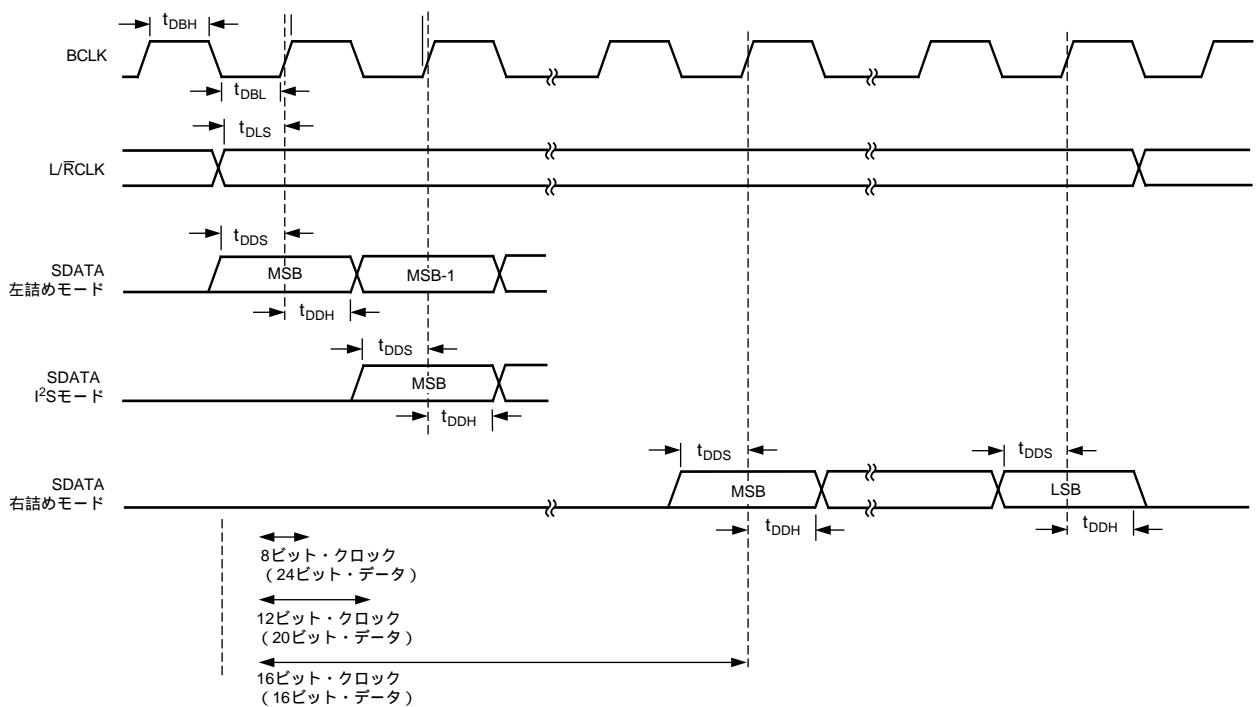 tDBH
BCLK
tDBL
tDLS
L/R̅CLK
tDDS
SDATA
左詰めモード
MSB
MSB-1
tDDH
tDDS
SDATA
I²Sモード
MSB
tDDH
tDDS
tDDS
SDATA
右詰めモード
MSB
LSB
tDDH
tDDH
8ビット・クロック
(24ビット・データ)
12ビット・クロック
(20ビット・データ)
16ビット・クロック
(16ビット・データ)